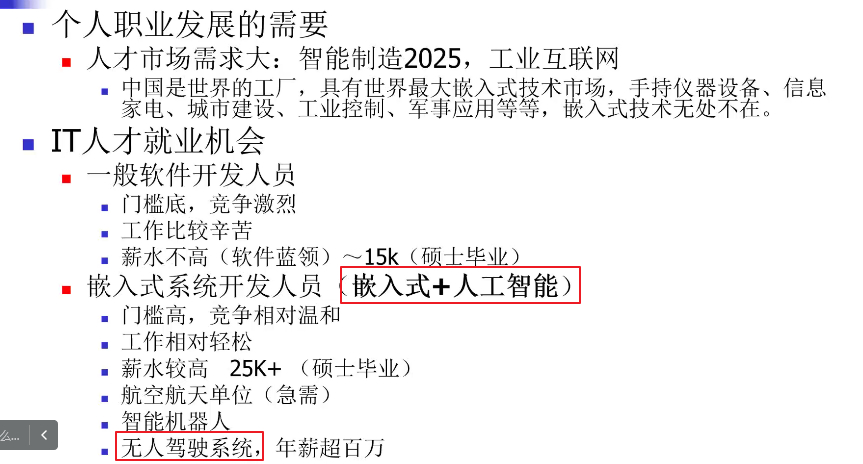 个人职业发展的需要
人才市场需求大：智能制造2025，工业互联网
中国是世界的工厂，具有世界最大嵌入式技术市场，手持仪器设备、信息
家电、城市建设、工业控制、军事应用等等，嵌入式技术无处不在。
IT人才就业机会
一般软件开发人员
门槛底，竞争激烈
工作比较辛苦
薪水不高（软件蓝领）～15k（硕士毕业）
嵌入式系统开发人员（嵌入式+人工智能）
门槛高，竞争相对温和
工作相对轻松
薪水较高 25K+ （硕士毕业）
航空航天单位（急需）
智能机器人
么...
无人驾驶系统，年薪超百万